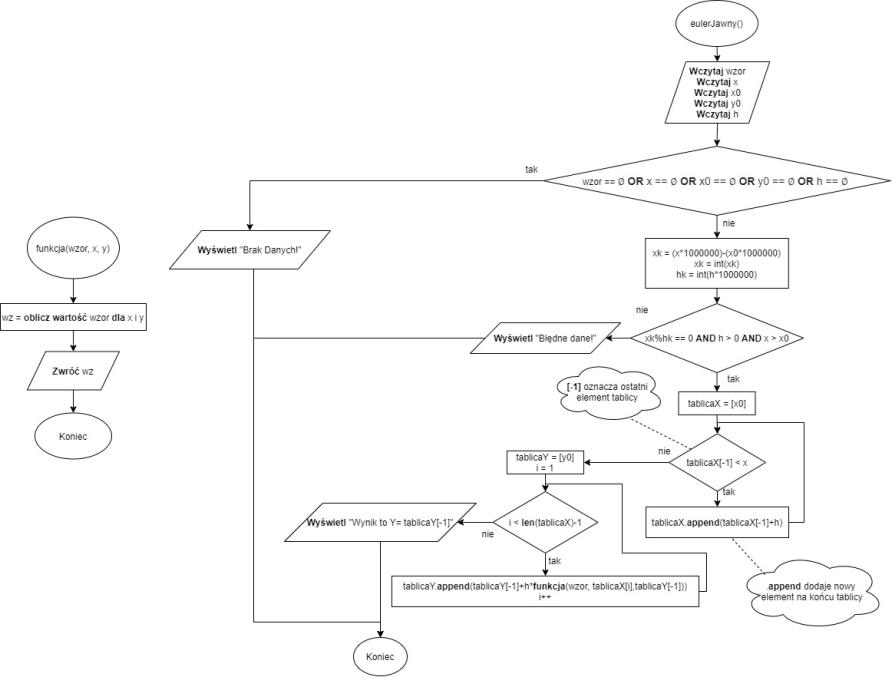 eulerJawny()
Wczytaj wzor
Wczytaj x
Wczytaj x0
Wczytaj y0
Wczytaj h
tak
wzor == ∅ OR x == ∅ OR x0 == ∅ OR y0 == ∅ OR h == ∅
nie
Wyświetl "Brak Danych!"
xk = (x*1000000)-(x0*1000000)
xk = int(xk)
hk = int(h*1000000)
nie
Wyświetl "Błędne dane!"
xk%hk == 0 AND h > 0 AND x > x0
tak
[-1] oznacza ostatni
element tablicy
tablicaX = [x0]
nie
tablicaX[-1] < x
tak
tablicaY = [y0]
i = 1
tablicaX.append(tablicaX[-1]+h)
Wyświetl "Wynik to Y= tablicaY[-1]"
nie
i < len(tablicaX)-1
tak
tablicaY.append(tablicaY[-1]+h*funkcja(wzor, tablicaX[i],tablicaY[-1]))
i++
.append dodaje nowy
element na końcu tablicy
Koniec
funkcja(wzor, x, y)
wz = oblicz wartość wzor dla x i y
Zwróć wz
Koniec